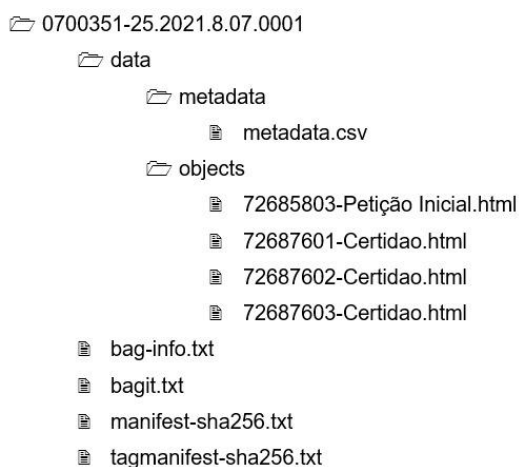 0700351-25.2021.8.07.0001
data
metadata
metadata.csv
objects
72685803-Petição Inicial.html
72687601-Certidao.html
72687602-Certidao.html
72687603-Certidao.html
bag-info.txt
bagit.txt
manifest-sha256.txt
tagmanifest-sha256.txt